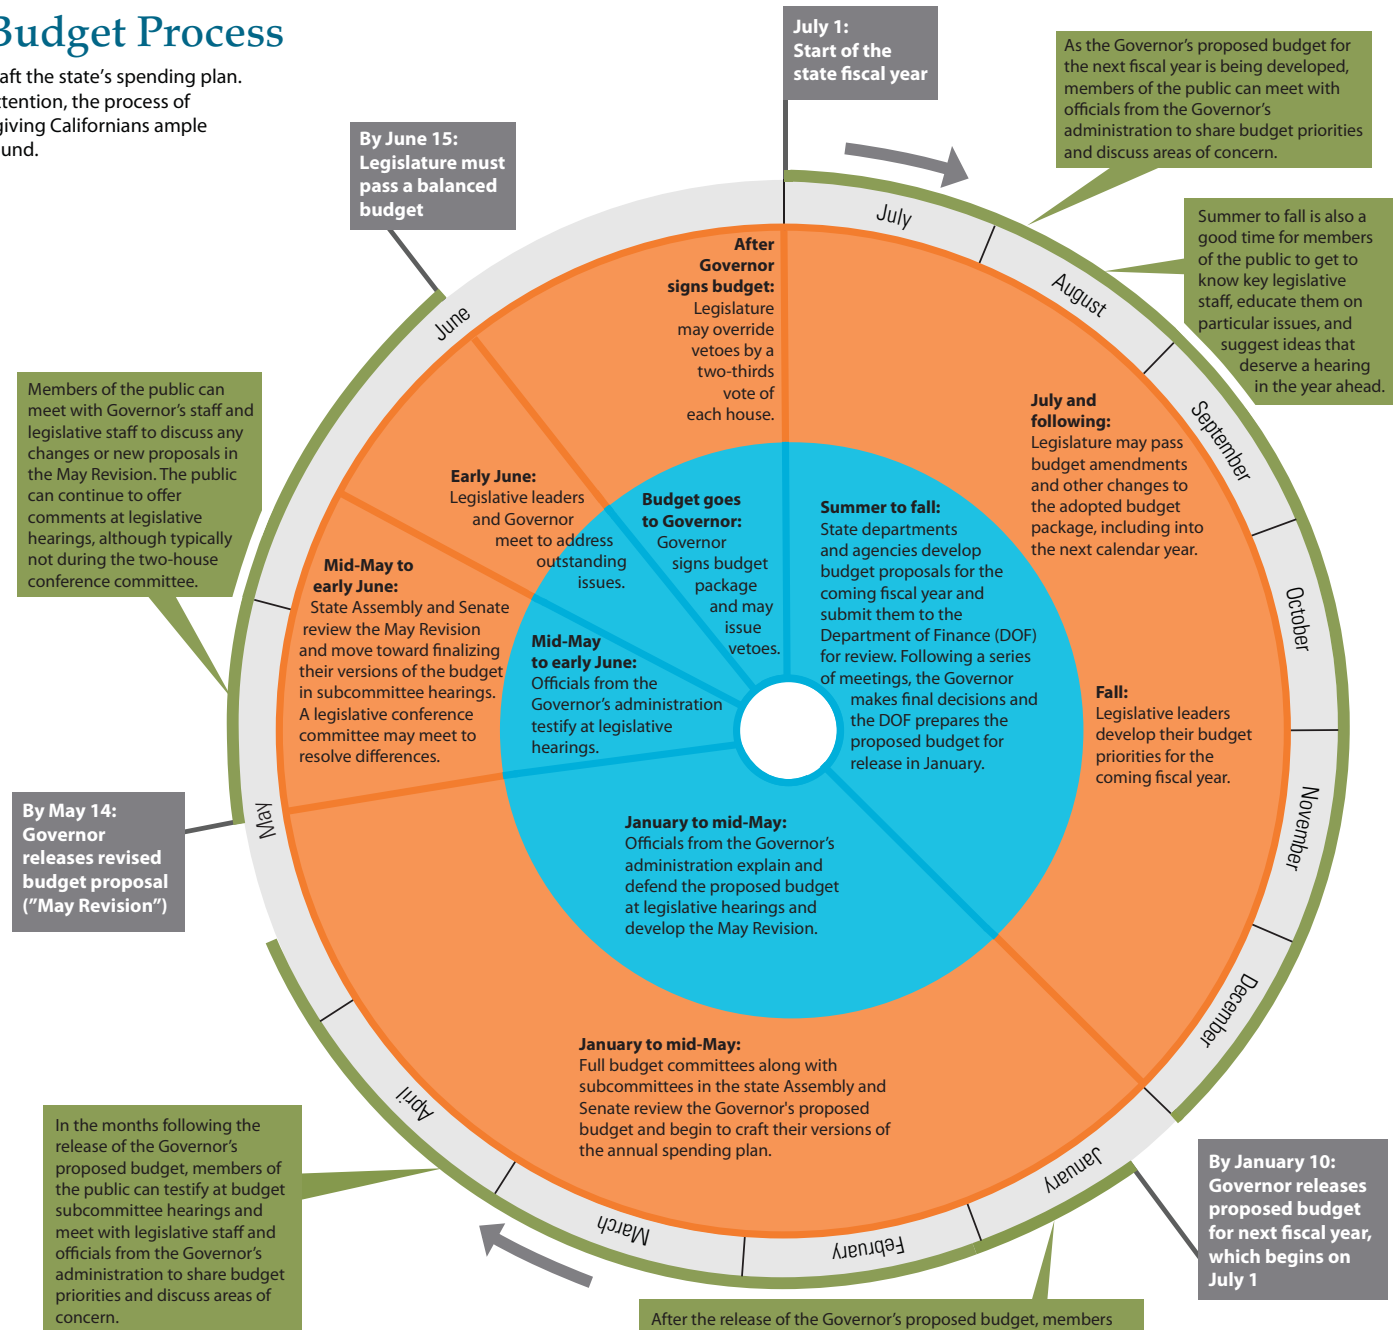 Budget Process
aft the state's spending plan.
ttention, the process of
giving Californians ample
und.
July 1:
Start of the
state fiscal year
As the Governor's proposed budget for
the next fiscal year is being developed,
members of the public can meet with
officials from the Governor's
administration to share budget priorities
and discuss areas of concern.
By June 15:
Legislature must
pass a balanced
budget
Summer to fall is also a
good time for members
of the public to get to
know key legislative
staff, educate them on
particular issues, and
suggest ideas that
deserve a hearing
in the year ahead.
July
August
September
October
November
December
January
February
March
April
May
June
After
Governor
signs budget:
Legislature
may override
vetoes by a
two-thirds
vote of
each house.
July and
following:
Legislature may pass
budget amendments
and other changes to
the adopted budget
package, including into
the next calendar year.
Members of the public can
meet with Governor's staff and
legislative staff to discuss any
changes or new proposals in
the May Revision. The public
can continue to offer
comments at legislative
hearings, although typically
not during the two-house
conference committee.
Early June:
Legislative leaders
and Governor
meet to address
outstanding
issues.
Budget goes
to Governor:
Governor
signs budget
package
and may
issue
vetoes.
Summer to fall:
State departments
and agencies develop
budget proposals for the
coming fiscal year and
submit them to the
Department of Finance (DOF)
for review. Following a series
of meetings, the Governor
makes final decisions and
the DOF prepares the
proposed budget for
release in January.
Mid-May to
early June:
State Assembly and Senate
review the May Revision
and move toward finalizing
their versions of the budget
in subcommittee hearings.
A legislative conference
committee may meet to
resolve differences.
Mid-May
to early June:
Officials from the
Governor's administration
testify at legislative
hearings.
Fall:
Legislative leaders
develop their budget
priorities for the
coming fiscal year.
By May 14:
Governor
releases revised
budget proposal
("May Revision")
January to mid-May:
Officials from the Governor's
administration explain and
defend the proposed budget
at legislative hearings and
develop the May Revision.
January to mid-May:
Full budget committees along with
subcommittees in the state Assembly and
Senate review the Governor's proposed
budget and begin to craft their versions of
the annual spending plan.
In the months following the
release of the Governor's
proposed budget, members of
the public can testify at budget
subcommittee hearings and
meet with legislative staff and
officials from the Governor's
administration to share budget
priorities and discuss areas of
concern.
By January 10:
Governor releases
proposed budget
for next fiscal year,
which begins on
July 1
After the release of the Governor's proposed budget, members